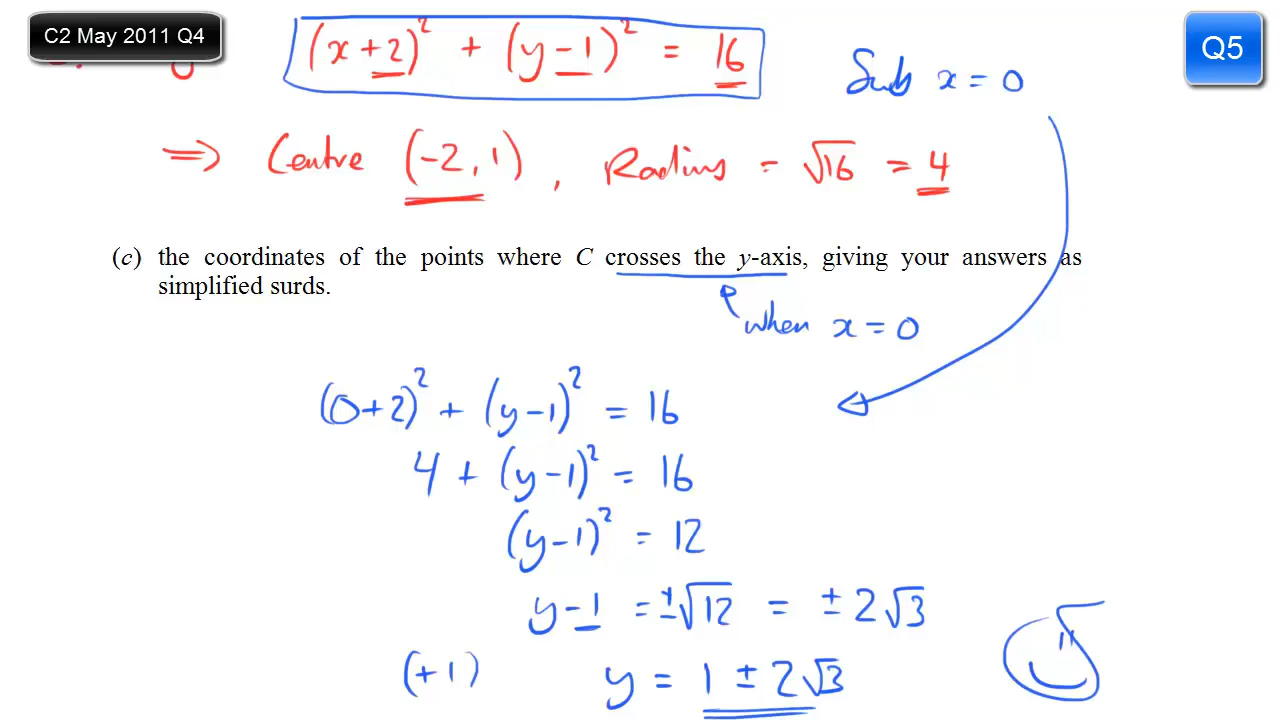 C2 May 2011 Q4
Q5
(x + 2)² + (y - 1)² = 16
Sub x = 0
⇒ Centre (-2, 1), Radius = √16 = 4
(c) the coordinates of the points where C crosses the y-axis, giving your answers as
simplified surds.
when x = 0
(0 + 2)² + (y - 1)² = 16
4 + (y - 1)² = 16
(y - 1)² = 12
y - 1 = ±√12 = ± 2√3
(+1) y = 1 ± 2√3